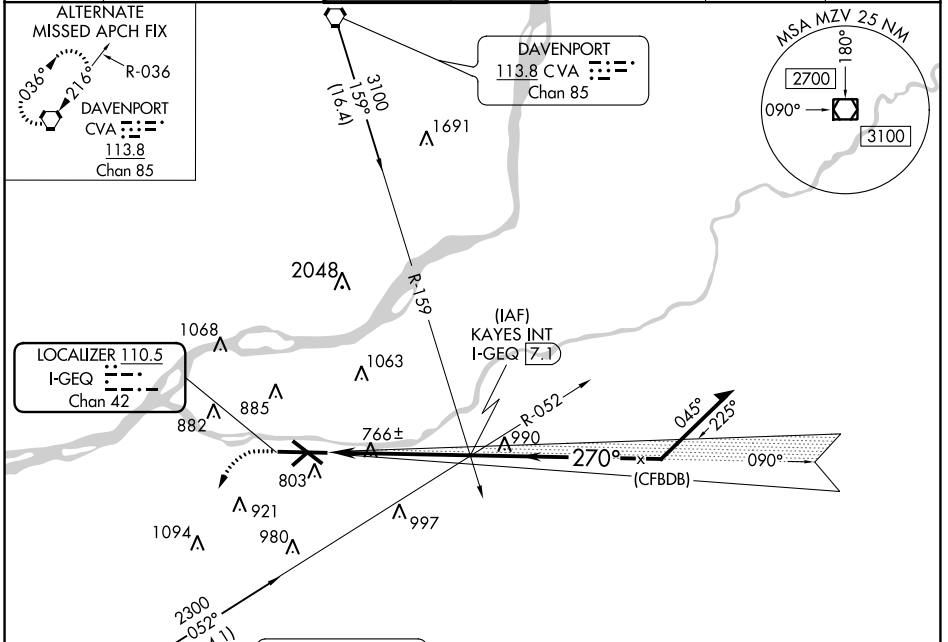 ALTERNATE
MISSED APCH FIX
036°
216°
R-036
DAVENPORT
CVA
113.8
Chan 85
3100
159°
(16.4)
DAVENPORT
113.8 CVA
Chan 85
MSA MZV 25 NM
180°
2700
090°
3100
1691
2048
R-159
1068
(IAF)
KAYES INT
I-GEQ 7.1
LOCALIZER 110.5
I-GEQ
Chan 42
1063
885
882
R-052
045°
225°
766±
990
270°
x
090°
(CFBDB)
803
921
997
1094
980
2300
052°